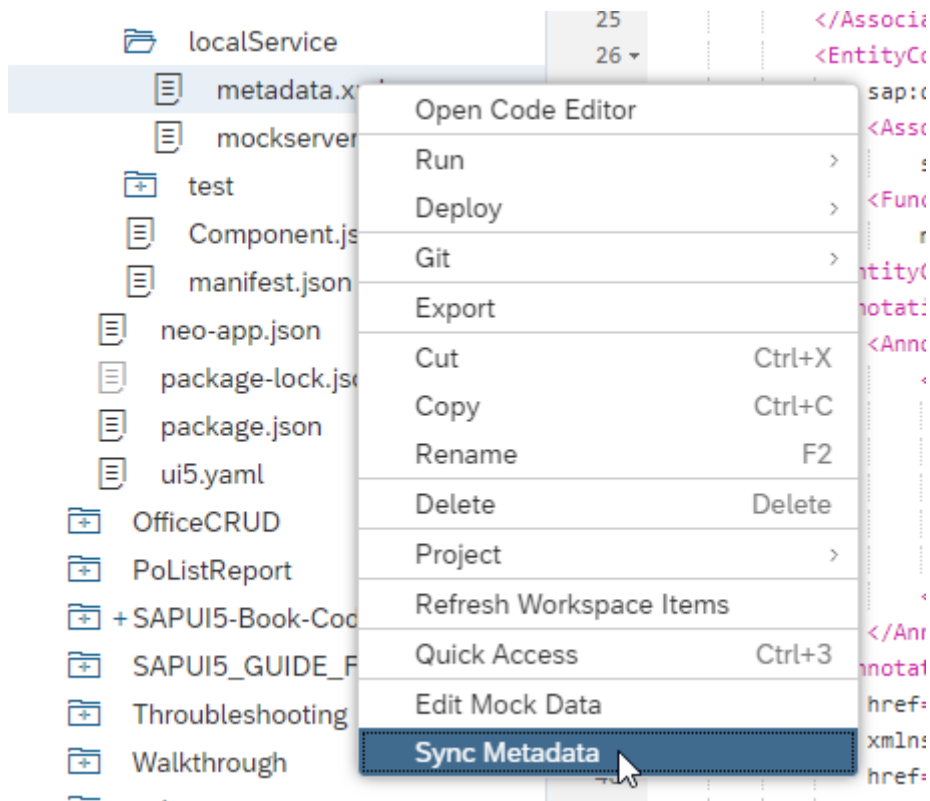 localService
metadata.x
mockserver
test
Component.js
manifest.json
neo-app.json
package-lock.jso
package.json
ui5.yaml
OfficeCRUD
PoListReport
+ SAPUI5-Book-Coo
SAPUI5_GUIDE_F
Throubleshooting
Walkthrough
Open Code Editor
Run
Deploy
Git
Export
Cut Ctrl+X
Copy Ctrl+C
Rename F2
Delete Delete
Project
Refresh Workspace Items
Quick Access Ctrl+3
Edit Mock Data
Sync Metadata
25 </Associa
26 <EntityCo
sap:c
<Asso
s
<Func
n
ntityC
notati
<Anno
<
<
</Ann
nnotat
href=
xmlns
href=